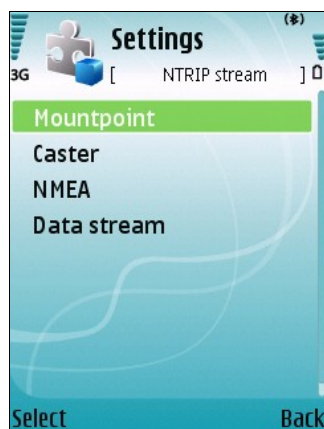 Settings
3G
[ NTRIP stream ]
Mountpoint
Caster
NMEA
Data stream
Select Back